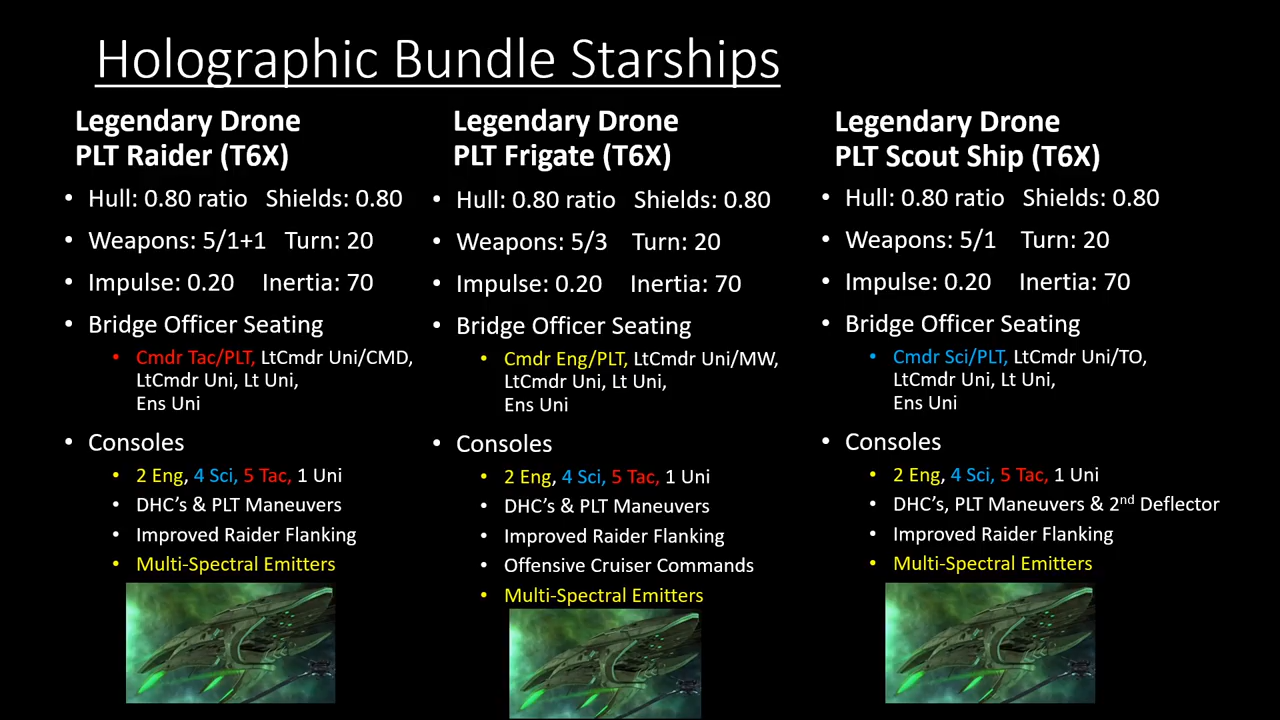 Holographic Bundle Starships
Legendary Drone
PLT Raider (T6X)
• Hull: 0.80 ratio Shields: 0.80
• Weapons: 5/1+1 Turn: 20
• Impulse: 0.20 Inertia: 70
• Bridge Officer Seating
• Cmdr Tac/PLT, LtCmdr Uni/CMD,
LtCmdr Uni, Lt Uni,
Ens Uni
• Consoles
• 2 Eng, 4 Sci, 5 Tac, 1 Uni
• DHC's & PLT Maneuvers
• Improved Raider Flanking
• Multi-Spectral Emitters
Legendary Drone
PLT Frigate (T6X)
• Hull: 0.80 ratio Shields: 0.80
• Weapons: 5/3 Turn: 20
• Impulse: 0.20 Inertia: 70
• Bridge Officer Seating
• Cmdr Eng/PLT, LtCmdr Uni/MW,
LtCmdr Uni, Lt Uni,
Ens Uni
• Consoles
• 2 Eng, 4 Sci, 5 Tac, 1 Uni
• DHC's & PLT Maneuvers
• Improved Raider Flanking
• Offensive Cruiser Commands
• Multi-Spectral Emitters
Legendary Drone
PLT Scout Ship (T6X)
• Hull: 0.80 ratio Shields: 0.80
• Weapons: 5/1 Turn: 20
• Impulse: 0.20 Inertia: 70
• Bridge Officer Seating
• Cmdr Sci/PLT, LtCmdr Uni/TO,
LtCmdr Uni, Lt Uni,
Ens Uni
• Consoles
• 2 Eng, 4 Sci, 5 Tac, 1 Uni
• DHC's, PLT Maneuvers & 2nd Deflector
• Improved Raider Flanking
• Multi-Spectral Emitters